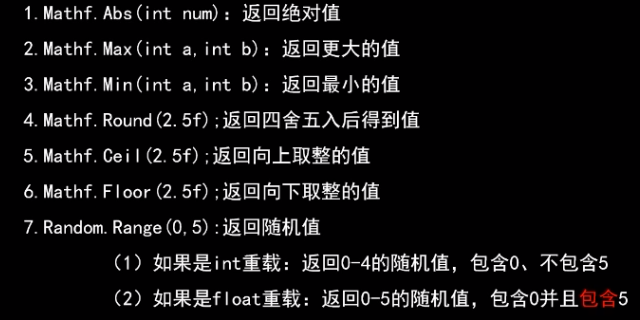 1.Mathf.Abs(int num): 返回绝对值
2.Mathf.Max(int a,int b): 返回更大的值
3.Mathf.Min(int a,int b): 返回最小的值
4.Mathf.Round(2.5f);返回四舍五入后得到值
5.Mathf.Ceil(2.5f);返回向上取整的值
6.Mathf.Floor(2.5f);返回向下取整的值
7.Random.Range(0,5):返回随机值
（1）如果是int重载: 返回0-4的随机值，包含0、不包含5
（2）如果是float重载: 返回0-5的随机值，包含0并且包含5